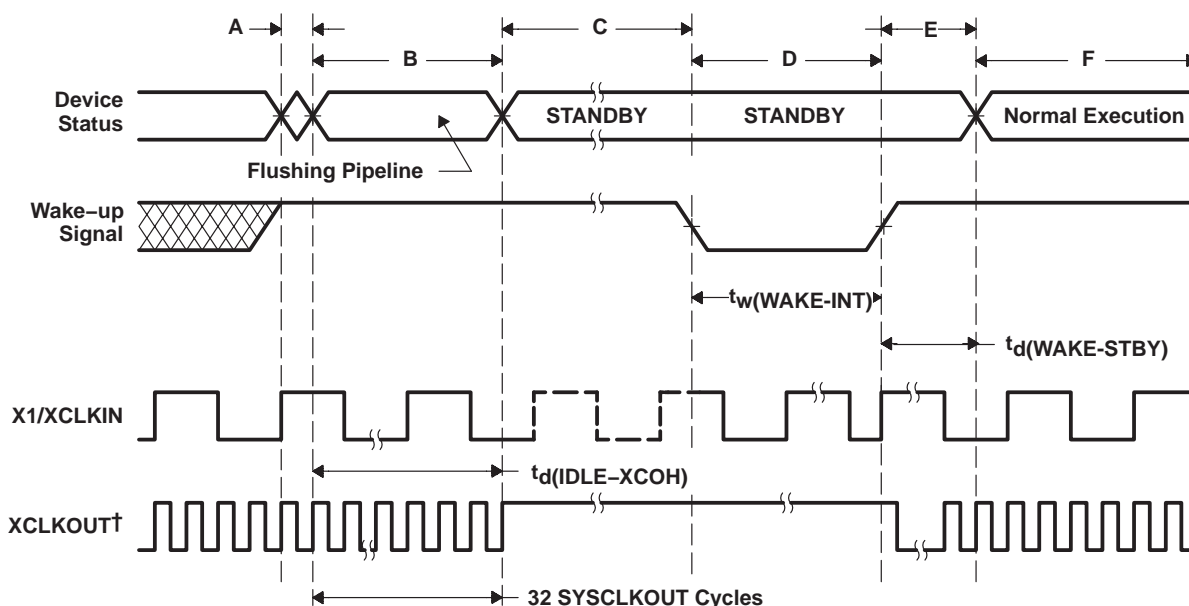 A
B
C
D
E
F
Device
Status
STANDBY
STANDBY
Normal Execution
Flushing Pipeline
Wake–up
Signal
tw(WAKE-INT)
td(WAKE-STBY)
X1/XCLKIN
td(IDLE–XCOH)
XCLKOUT†
32 SYSCLKOUT Cycles